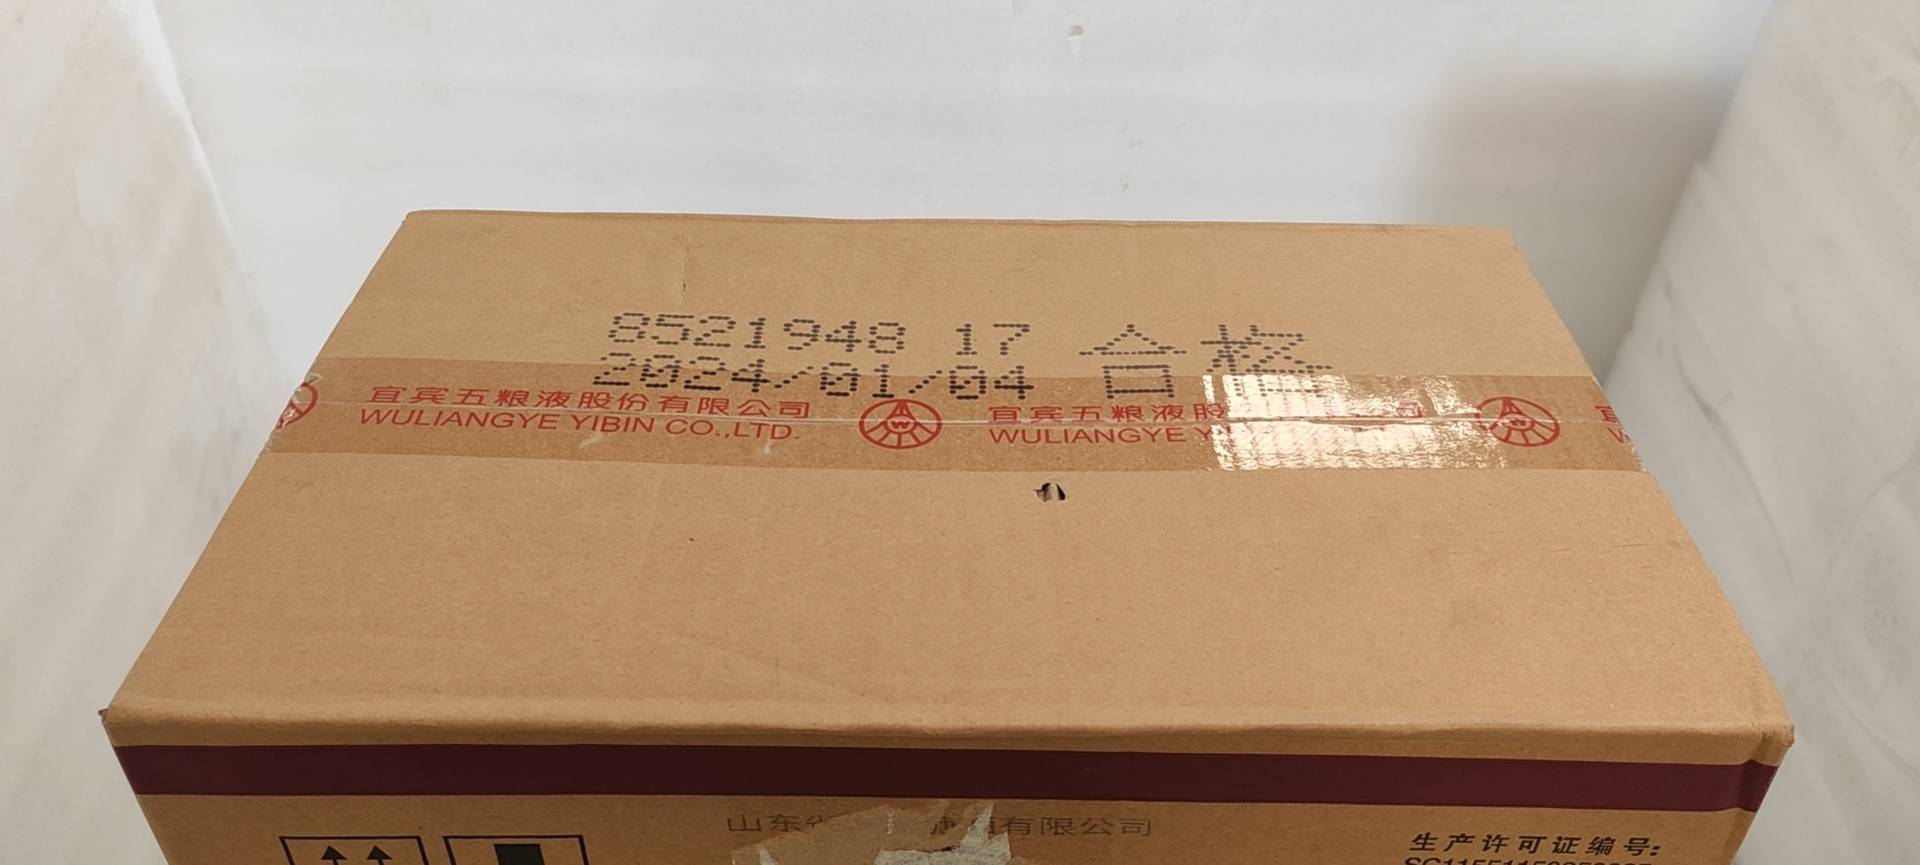 8521948 17 合格
2024/01/04
宜宾五粮液股份有限公司
WULIANGYE YIBIN CO.,LTD.
W
宜宾五粮液股
WULIANGYE Y
宜
W
山东省 有限公司
生产许可证编号: